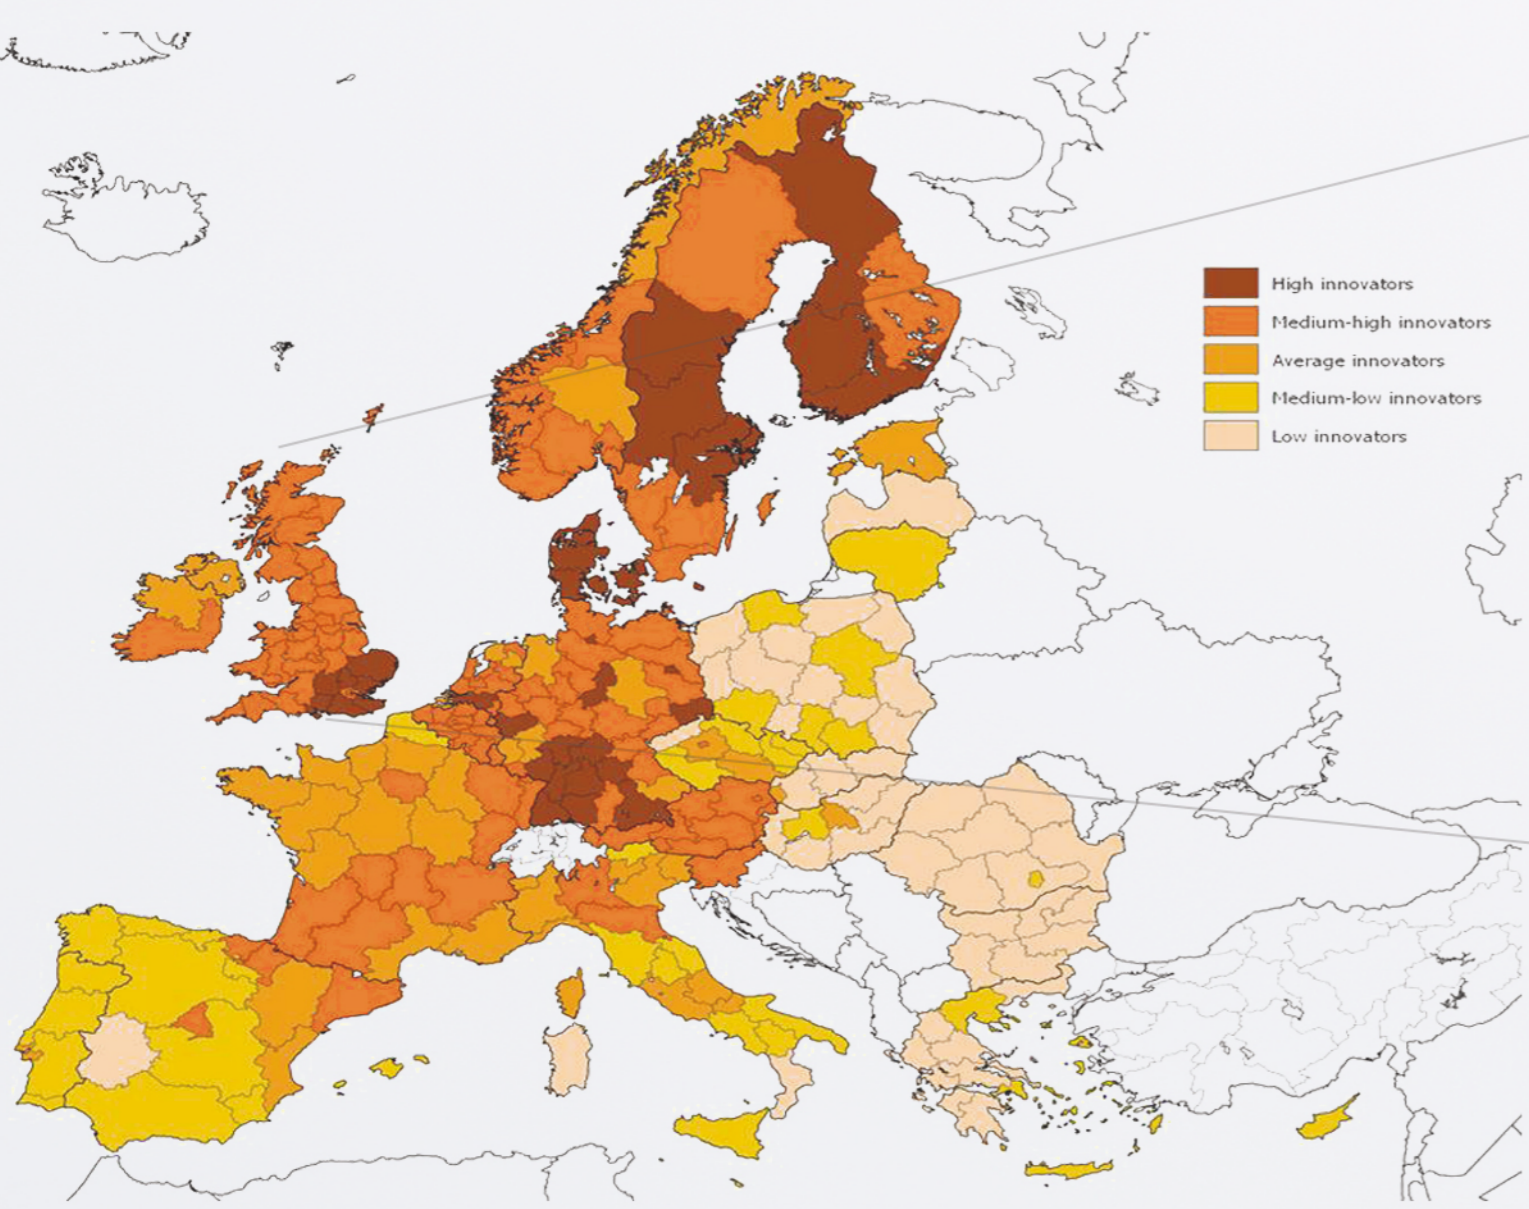 High innovators
Medium-high innovators
Average innovators
Medium-low innovators
Low innovators